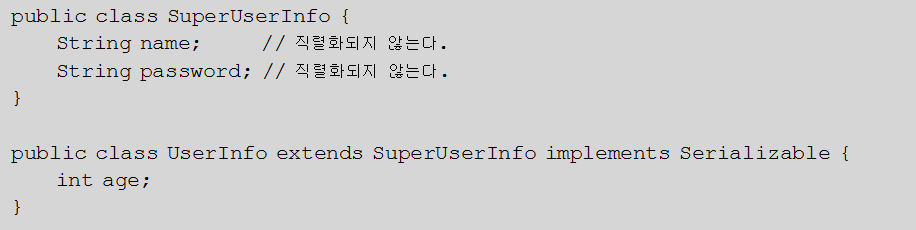 public class SuperUserInfo {
    String name;     // 직렬화되지 않는다.
    String password; // 직렬화되지 않는다.
}

public class UserInfo extends SuperUserInfo implements Serializable {
    int age;
}